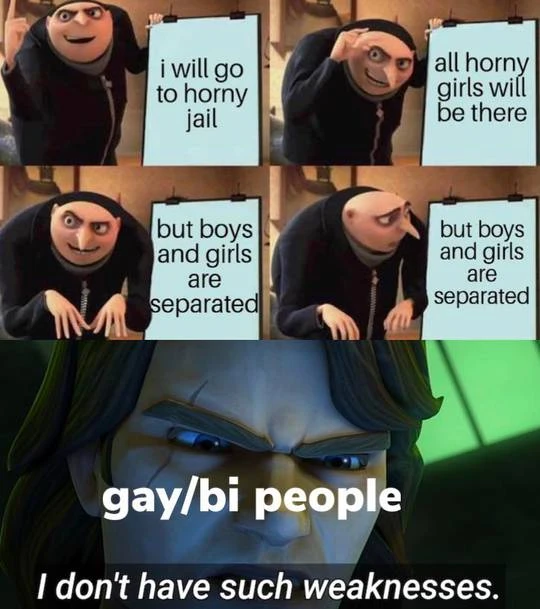 i will go
to horny
jail
all horny
girls will
be there
but boys
and girls
are
separated
but boys
and girls
are
separated
gay/bi people
I don't have such weaknesses.